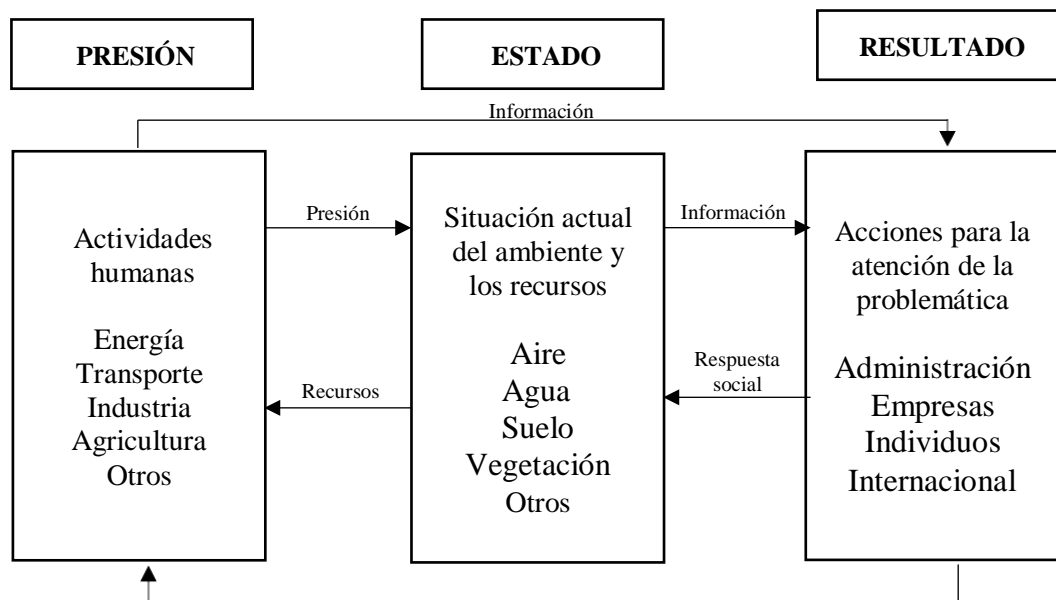 PRESIÓN
ESTADO
RESULTADO
Información
Actividades
humanas
Energía
Transporte
Industria
Agricultura
Otros
Presión
Recursos
Situación actual
del ambiente y
los recursos
Aire
Agua
Suelo
Vegetación
Otros
Información
Respuesta
social
Acciones para la
atención de la
problemática
Administración
Empresas
Individuos
Internacional